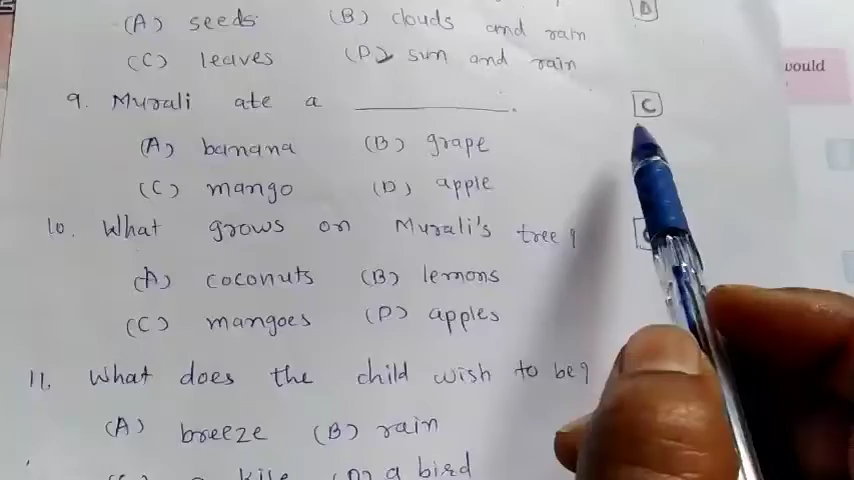 (A) seeds (B) clouds and rain D
(C) leaves (D) sun and rain
would
9. Murali ate a __________. C
(A) banana (B) grape
(C) mango (D) apple
10. What grows on Murali's tree?
(A) coconuts (B) lemons
(C) mangoes (D) apples
11. What does the child wish to be?
(A) breeze (B) rain
a kite (D) a bird